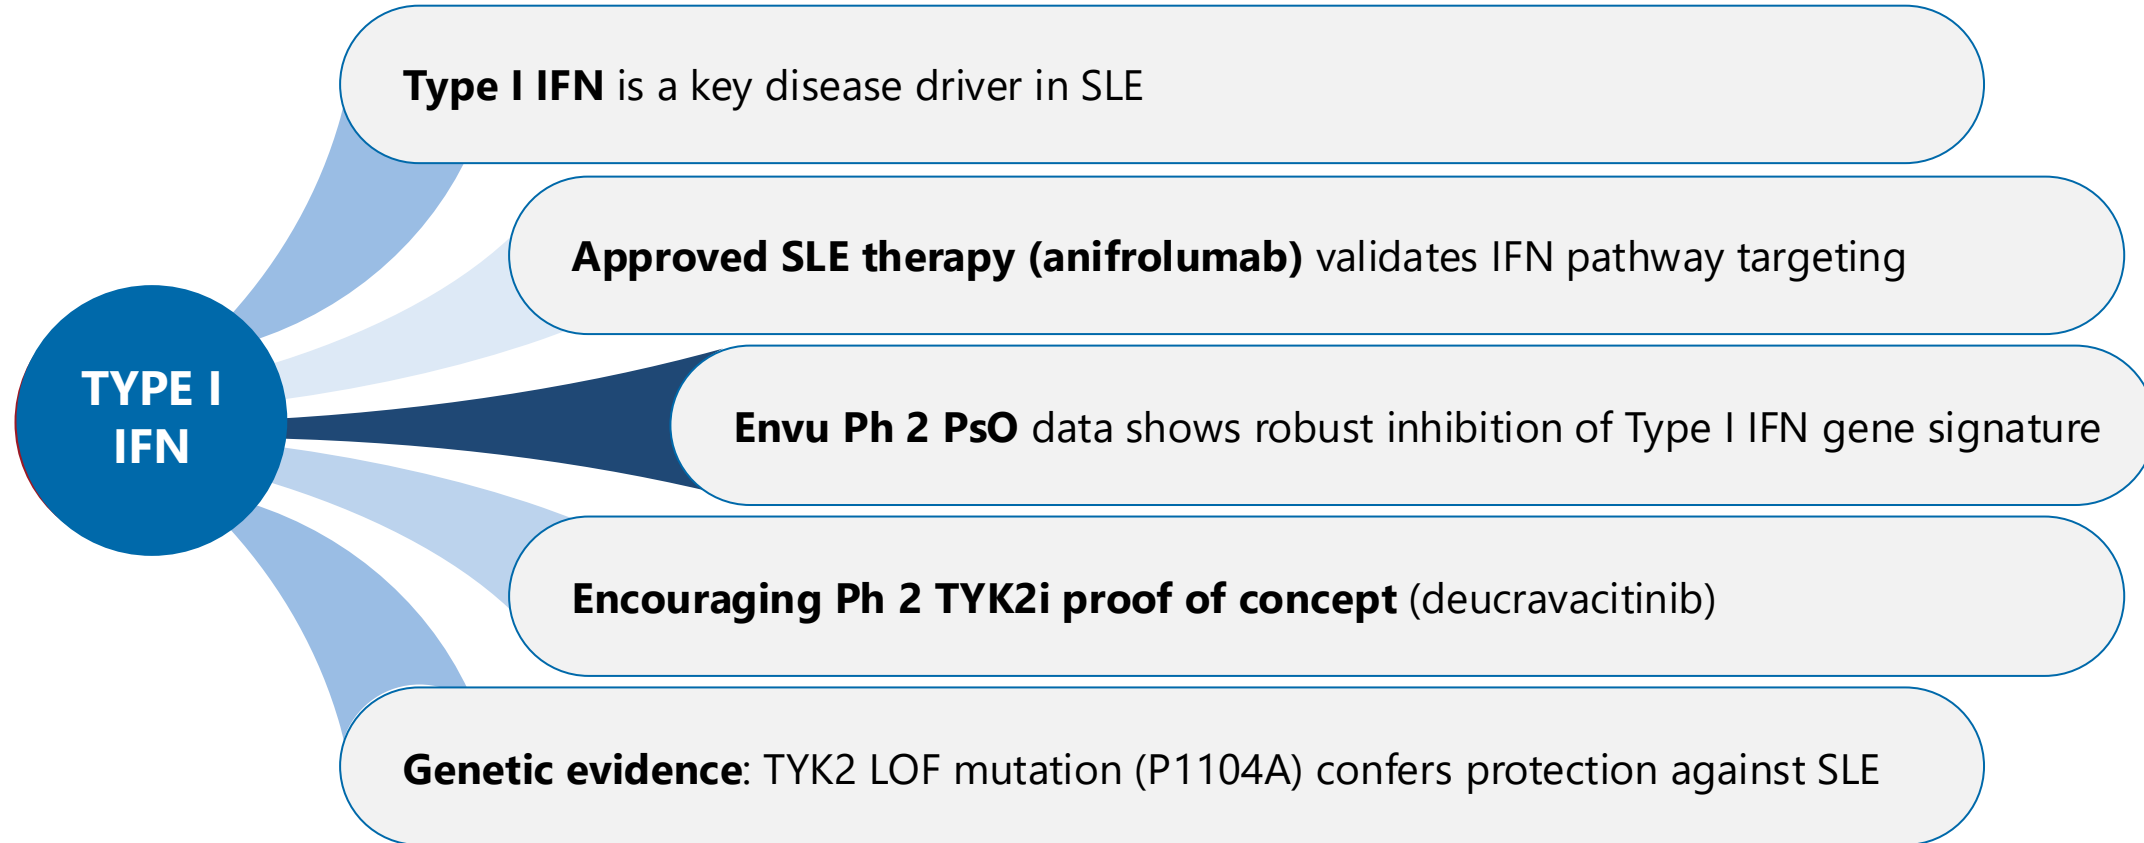 Type I IFN is a key disease driver in SLE
Approved SLE therapy (anifrolumab) validates IFN pathway targeting
TYPE I
IFN
Envu Ph 2 PsO data shows robust inhibition of Type I IFN gene signature
Encouraging Ph 2 TYK2i proof of concept (deucravacitinib)
Genetic evidence: TYK2 LOF mutation (P1104A) confers protection against SLE